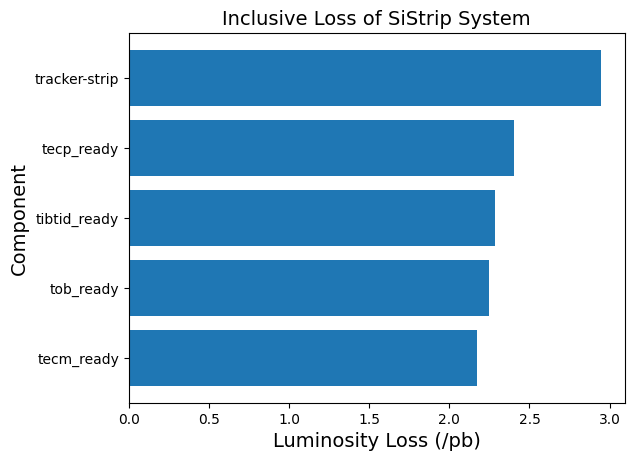 Inclusive Loss of SiStrip System
Component
tracker-strip
tecp_ready
tibtid_ready
tob_ready
tecm_ready
0.0 0.5 1.0 1.5 2.0 2.5 3.0
Luminosity Loss (/pb)